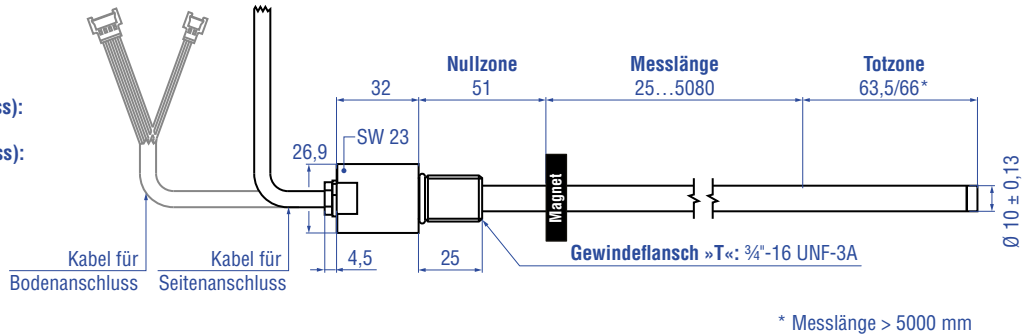 Nullzone
Messlänge
Totzone
32
51
25…5080
63,5/66*
ss):
SW 23
ss):
26,9
Magnet
Ø 10 ± 0,13
Kabel für
Bodenanschluss
Kabel für
Seitenanschluss
4,5
25
Gewindeflansch »T«: ¾"-16 UNF-3A
* Messlänge > 5000 mm